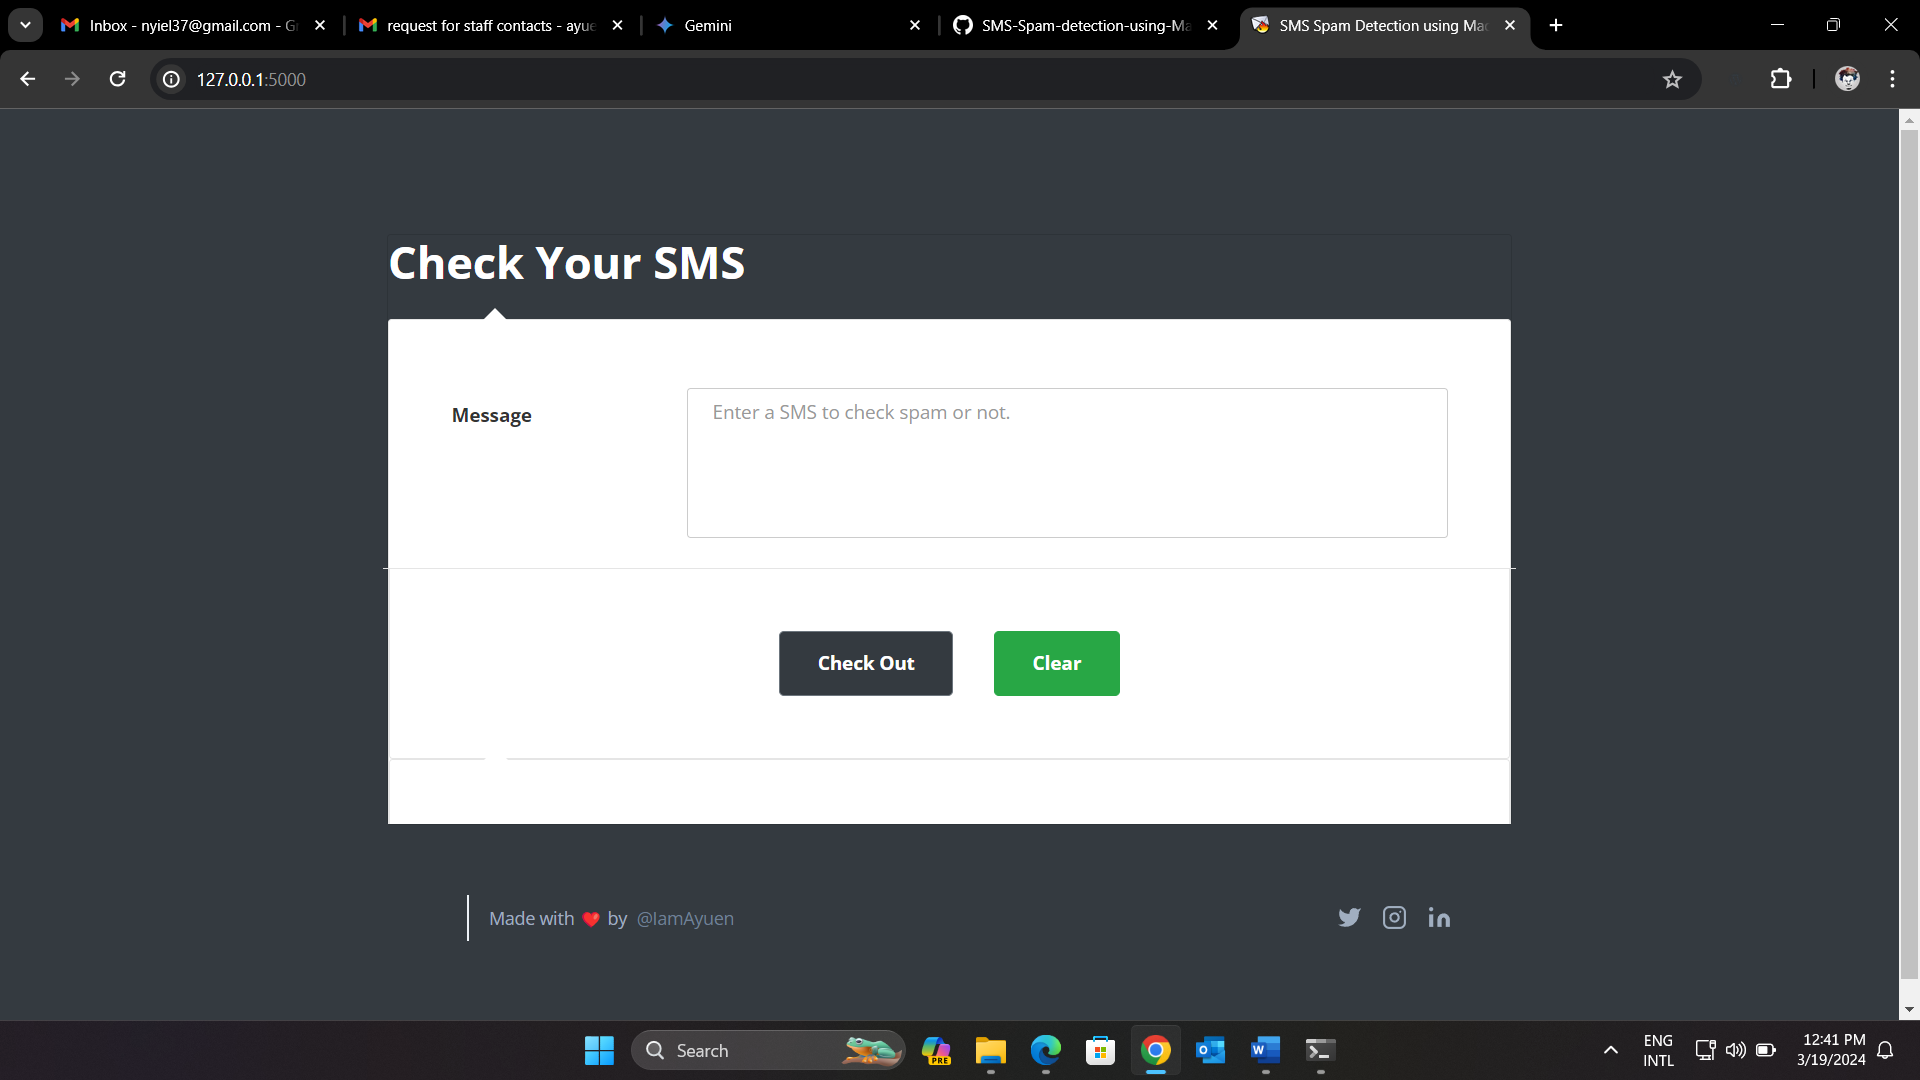 Inbox - nyiel37@gmail.com - G
request for staff contacts - ayue
Gemini
SMS-Spam-detection-using-Ma
SMS Spam Detection using Mac
127.0.0.1:5000
Check Your SMS
Message
Enter a SMS to check spam or not.
Check Out
Clear
Made with ❤️ by @IamAyuen
Search
PRE
ENG
INTL
12:41 PM
3/19/2024